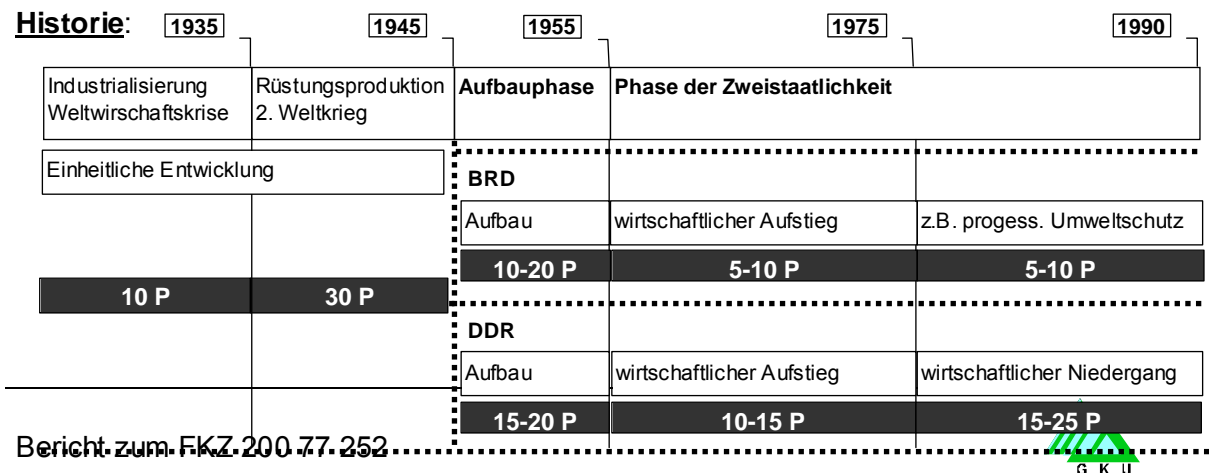 Historie: 1935 1945 1955 1975 1990
Industrialisierung Rüstungsproduktion Aufbauphase Phase der Zweistaatlichkeit
Weltwirtschaftskrise 2. Weltkrieg
Einheitliche Entwicklung
BRD
Aufbau wirtschaftlicher Aufstieg z.B. progess. Umweltschutz
10-20 P 5-10 P 5-10 P
10 P 30 P
DDR
Aufbau wirtschaftlicher Aufstieg wirtschaftlicher Niedergang
15-20 P 10-15 P 15-25 P
Bericht zum FKZ 200 77 252
G K U